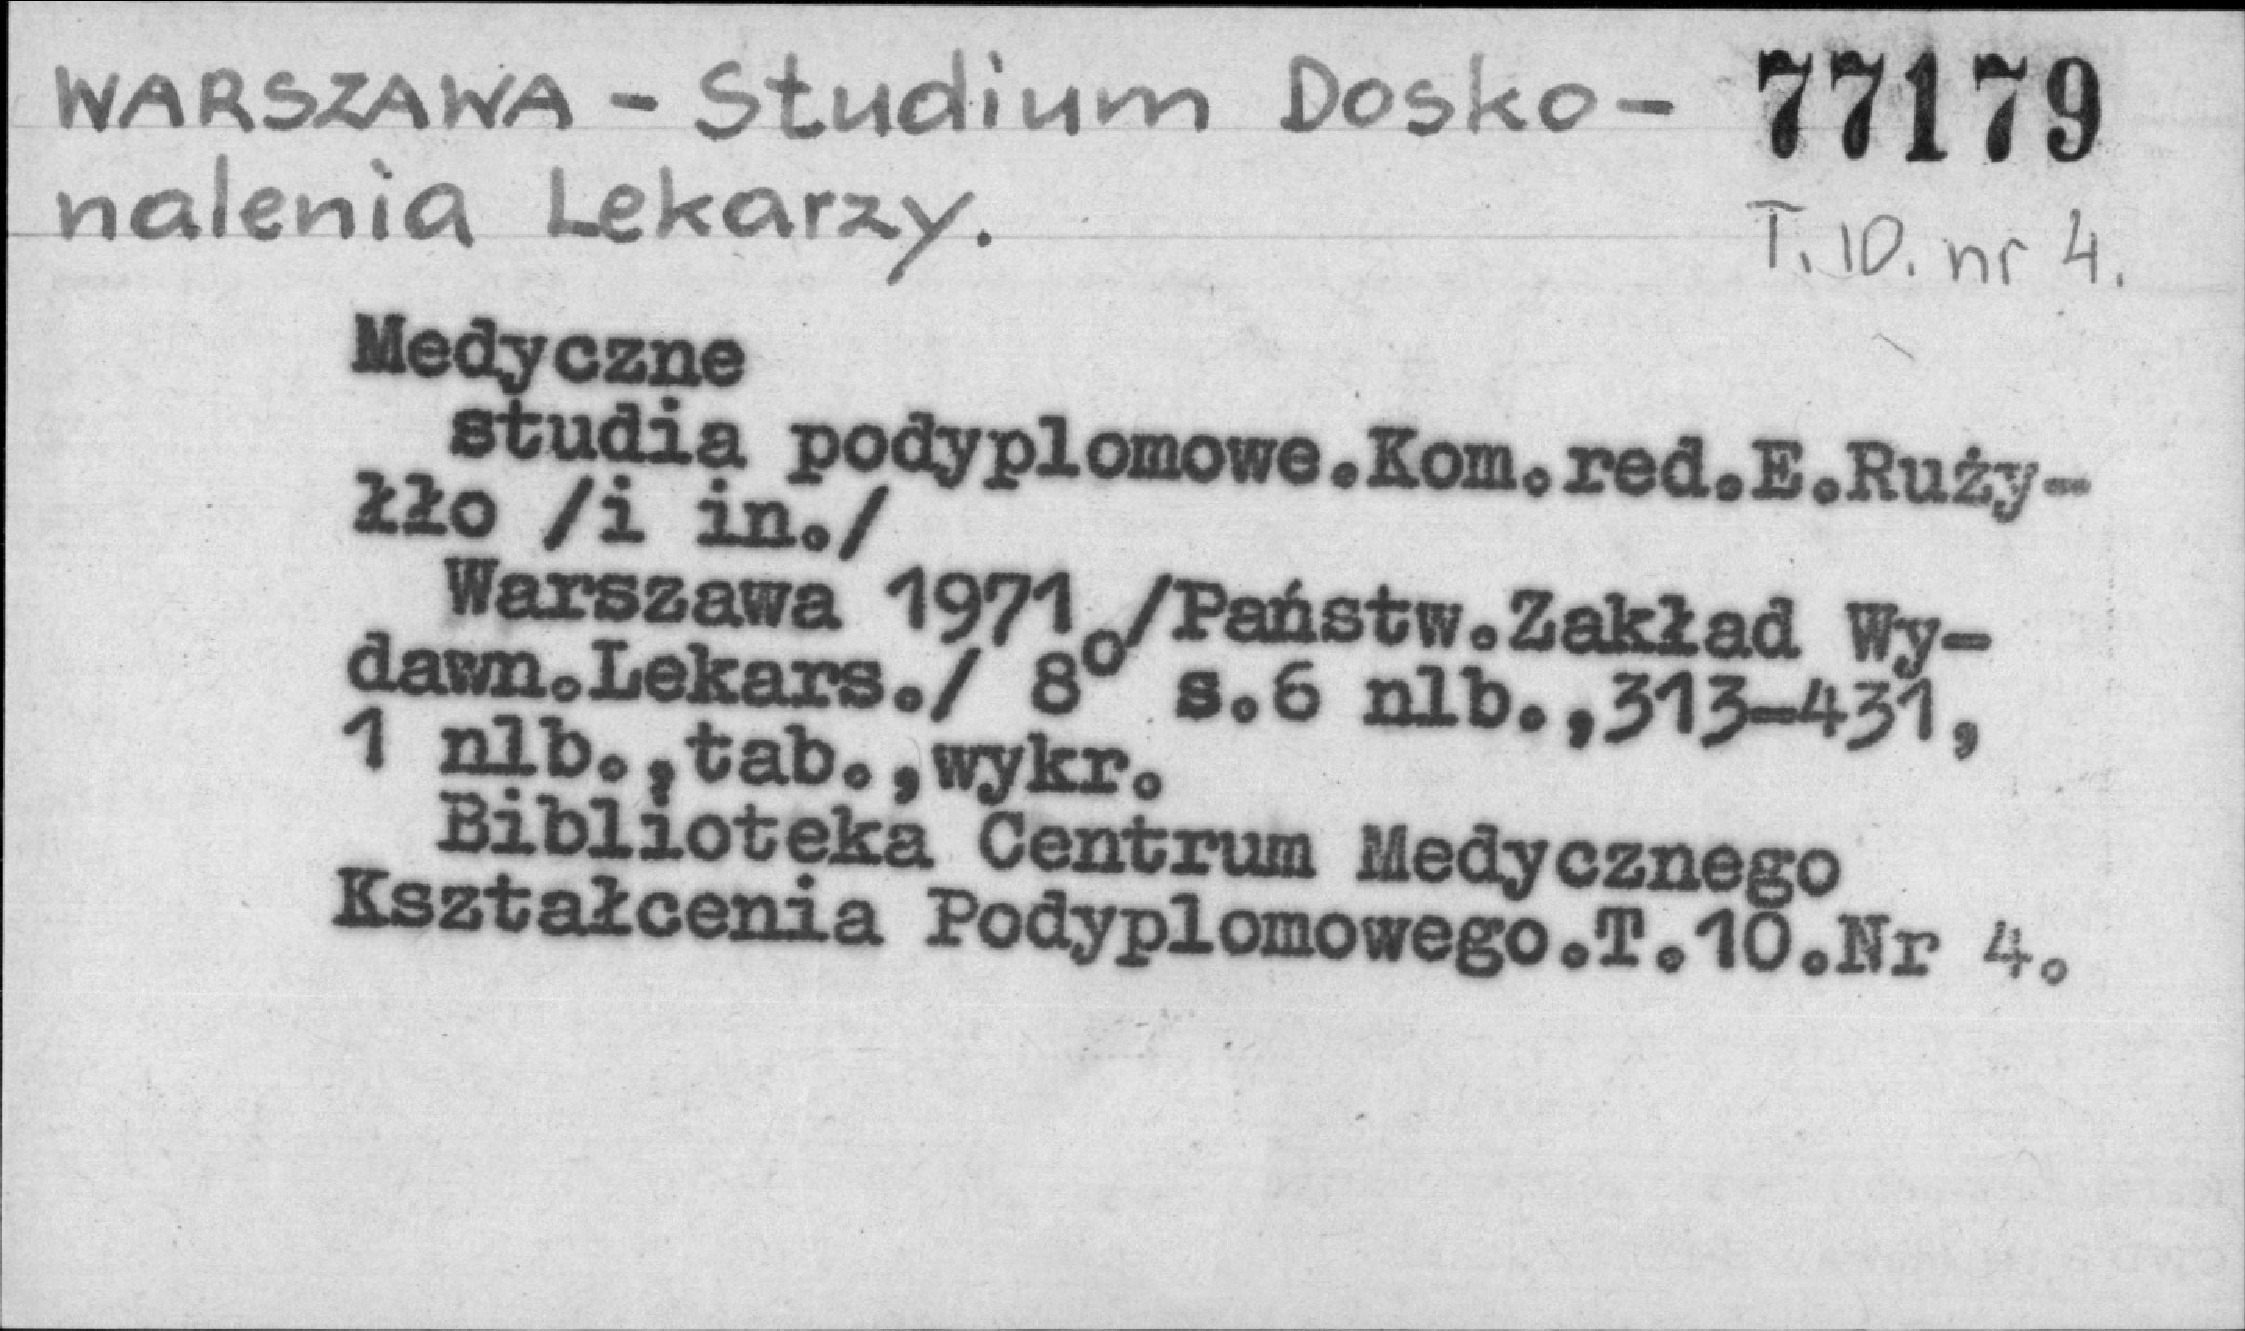 WARSZAWA - Studium Dosko- 77179
nalenia Lekarzy. T. 10. nr 4.
Medyczne
studia podyplomowe.Kom.red.E.Ruży-
łło /i in./
Warszawa 1971 /Państw.Zakład Wy-
dawn.Lekars./ 8° s.6 nlb.,313-431,
1 nlb.,tab.,wykr.
Biblioteka Centrum Medycznego
Kształcenia Podyplomowego.T.10.Nr 4.